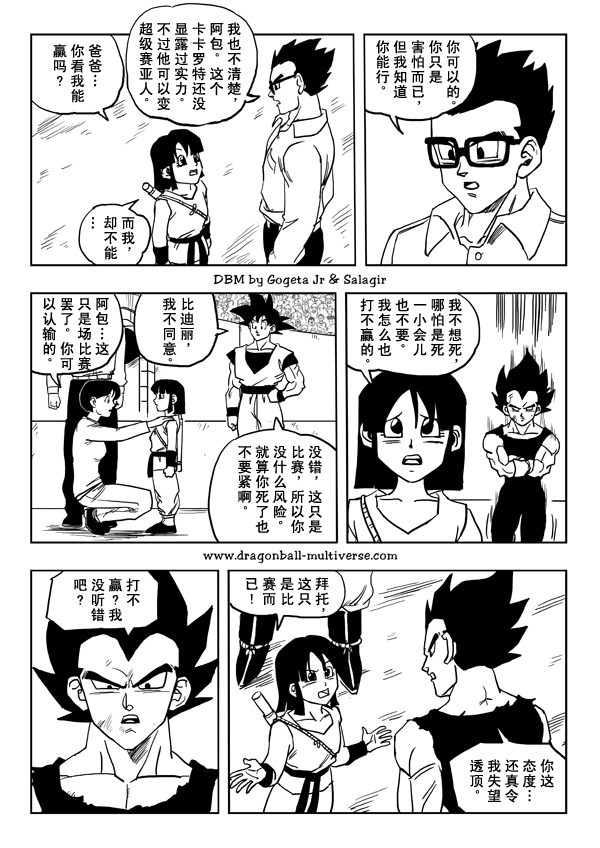 爸爸…
你看我能
赢吗?
我也不清楚,
阿包。这个
卡卡罗特还没
显露过实力。
不过他可以变
超级赛亚人。
而我,
却不能
…
你可以的。
你只是
害怕而已,
但我知道
你能行。
DBM by Gogeta Jr & Salagir
阿包…这
只是场比赛
罢了。你可
以认输的。
比迪丽,
我不同意。
没错,这只是
比赛,所以你
没什么风险。
就算你死了也
不要紧啊。
我不想死,
哪怕是死
一小会儿
也不要。
我怎么也
打不赢的。
www.dragonball-multiverse.com
打不
赢?我
没听错
吧?
拜托,
这只
是比
赛而
已!
你这
态度…
还真令
我失望
透顶。